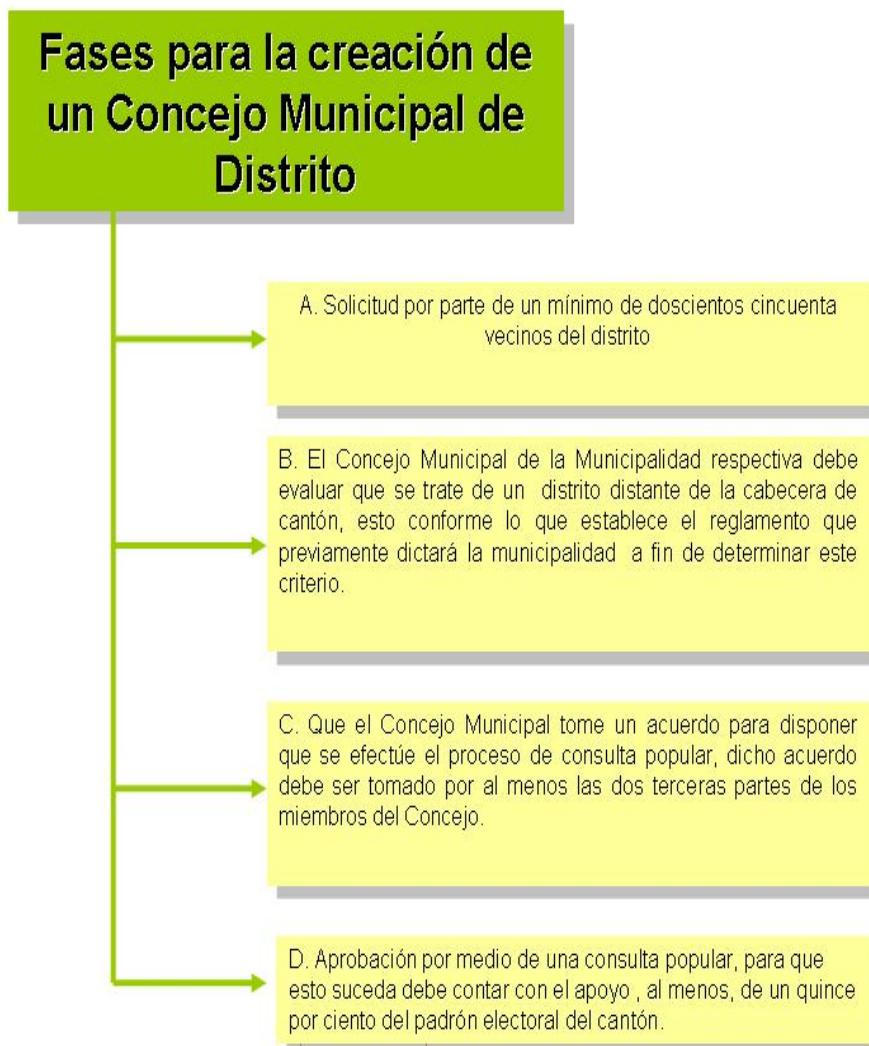 Fases para la creación de
un Concejo Municipal de
Distrito
A. Solicitud por parte de un mínimo de doscientos cincuenta
vecinos del distrito
B. El Concejo Municipal de la Municipalidad respectiva debe
evaluar que se trate de un distrito distante de la cabecera de
cantón, esto conforme lo que establece el reglamento que
previamente dictará la municipalidad a fin de determinar este
criterio.
C. Que el Concejo Municipal tome un acuerdo para disponer
que se efectúe el proceso de consulta popular, dicho acuerdo
debe ser tomado por al menos las dos terceras partes de los
miembros del Concejo.
D. Aprobación por medio de una consulta popular, para que
esto suceda debe contar con el apoyo , al menos, de un quince
por ciento del padrón electoral del cantón.